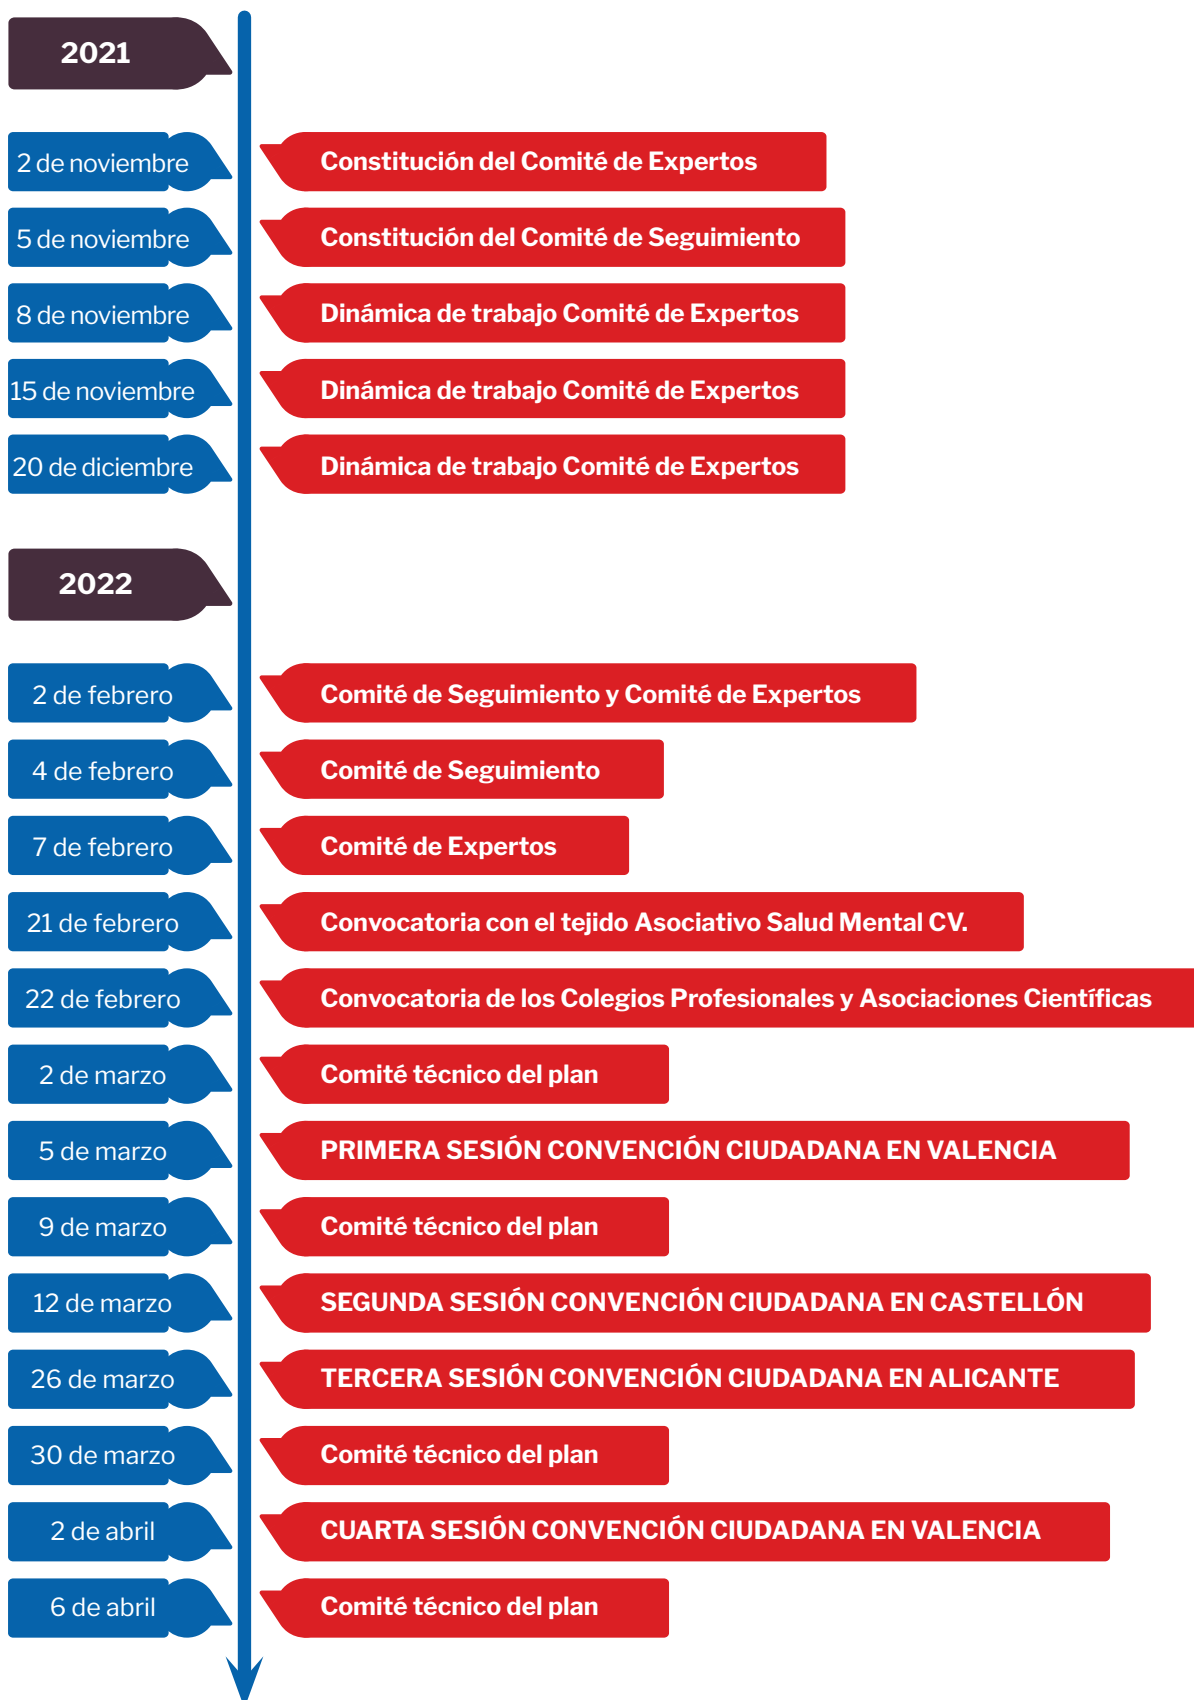 2021
2 de noviembre
Constitución del Comité de Expertos
5 de noviembre
Constitución del Comité de Seguimiento
8 de noviembre
Dinámica de trabajo Comité de Expertos
15 de noviembre
Dinámica de trabajo Comité de Expertos
20 de diciembre
Dinámica de trabajo Comité de Expertos
2022
2 de febrero
Comité de Seguimiento y Comité de Expertos
4 de febrero
Comité de Seguimiento
7 de febrero
Comité de Expertos
21 de febrero
Convocatoria con el tejido Asociativo Salud Mental CV.
22 de febrero
Convocatoria de los Colegios Profesionales y Asociaciones Científicas
2 de marzo
Comité técnico del plan
5 de marzo
PRIMERA SESIÓN CONVENCIÓN CIUDADANA EN VALENCIA
9 de marzo
Comité técnico del plan
12 de marzo
SEGUNDA SESIÓN CONVENCIÓN CIUDADANA EN CASTELLÓN
26 de marzo
TERCERA SESIÓN CONVENCIÓN CIUDADANA EN ALICANTE
30 de marzo
Comité técnico del plan
2 de abril
CUARTA SESIÓN CONVENCIÓN CIUDADANA EN VALENCIA
6 de abril
Comité técnico del plan